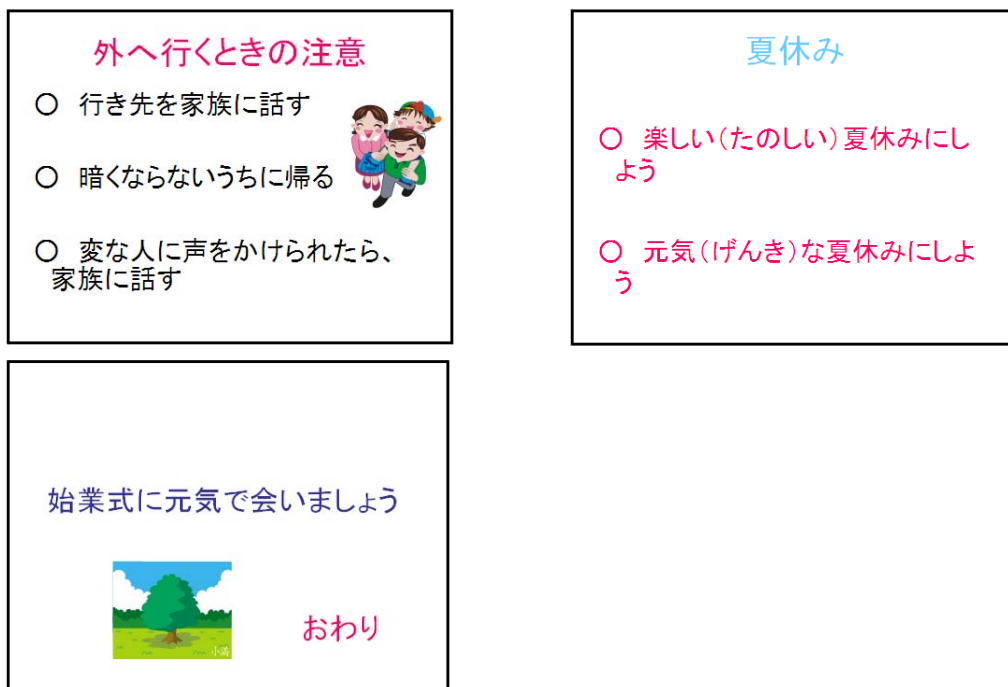 外へ行くときの注意
○ 行き先を家族に話す
○ 暗くならないうちに帰る
○ 変な人に声をかけられたら、
家族に話す
夏休み
○ 楽しい(たのしい)夏休みにし
よう
○ 元気(げんき)な夏休みにしよ
う
始業式に元気で会いましょう
おわり